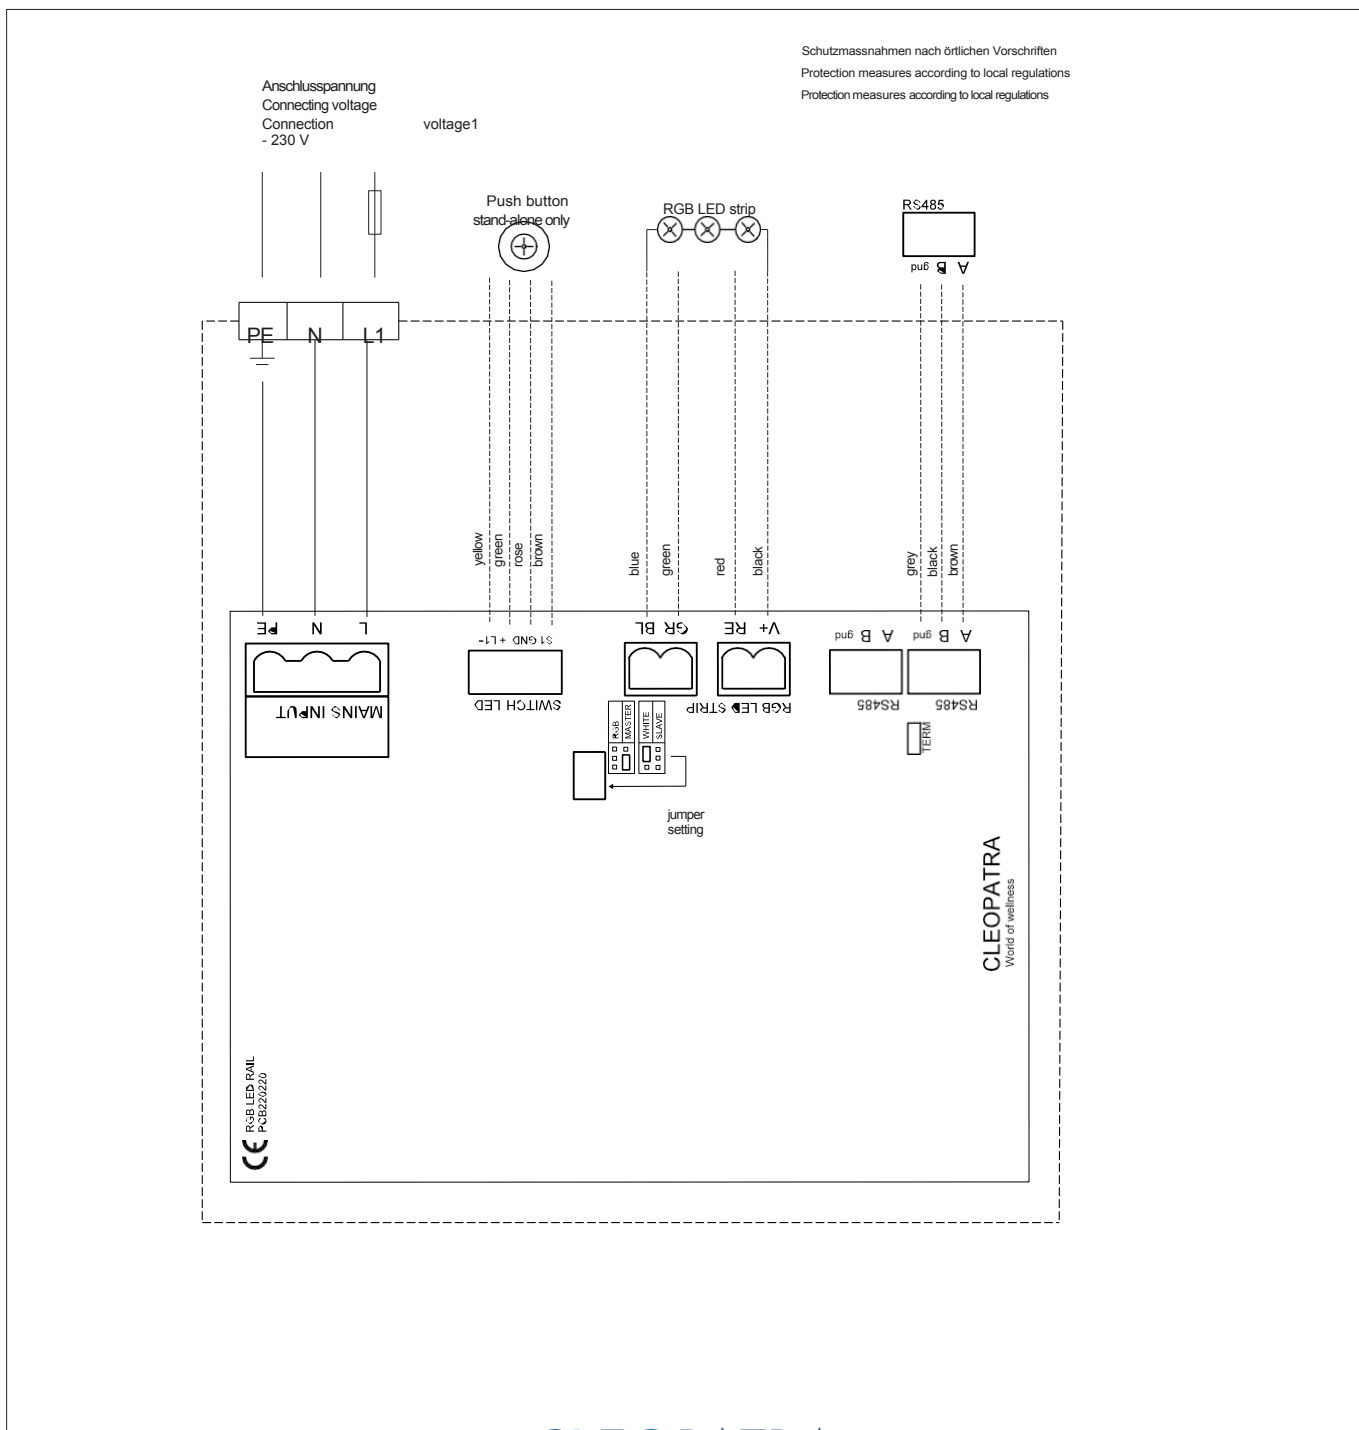 Schutzmassnahmen nach örtlichen Vorschriften
Protection measures according to local regulations
Protection measures according to local regulations
Anschlusspannung
Connecting voltage
Connection voltage1
- 230 V
Push button
stand-alone only
RGB LED strip
RS485
gnd B A
PE N L1
yellow
green
rose
brown
blue
green
red
black
grey
black
brown
PE N L
-L1 + GND S1
BL GR
RE V+
gnd B A
gnd B A
MAINS INPUT
SWITCH LED
RGB LED STRIP
RS485
RS485
RGB
MASTER
WHITE
SLAVE
TERM
jumper
setting
CLEOPATRA
World of wellness
CE
RGB LED RAIL
PCB220220